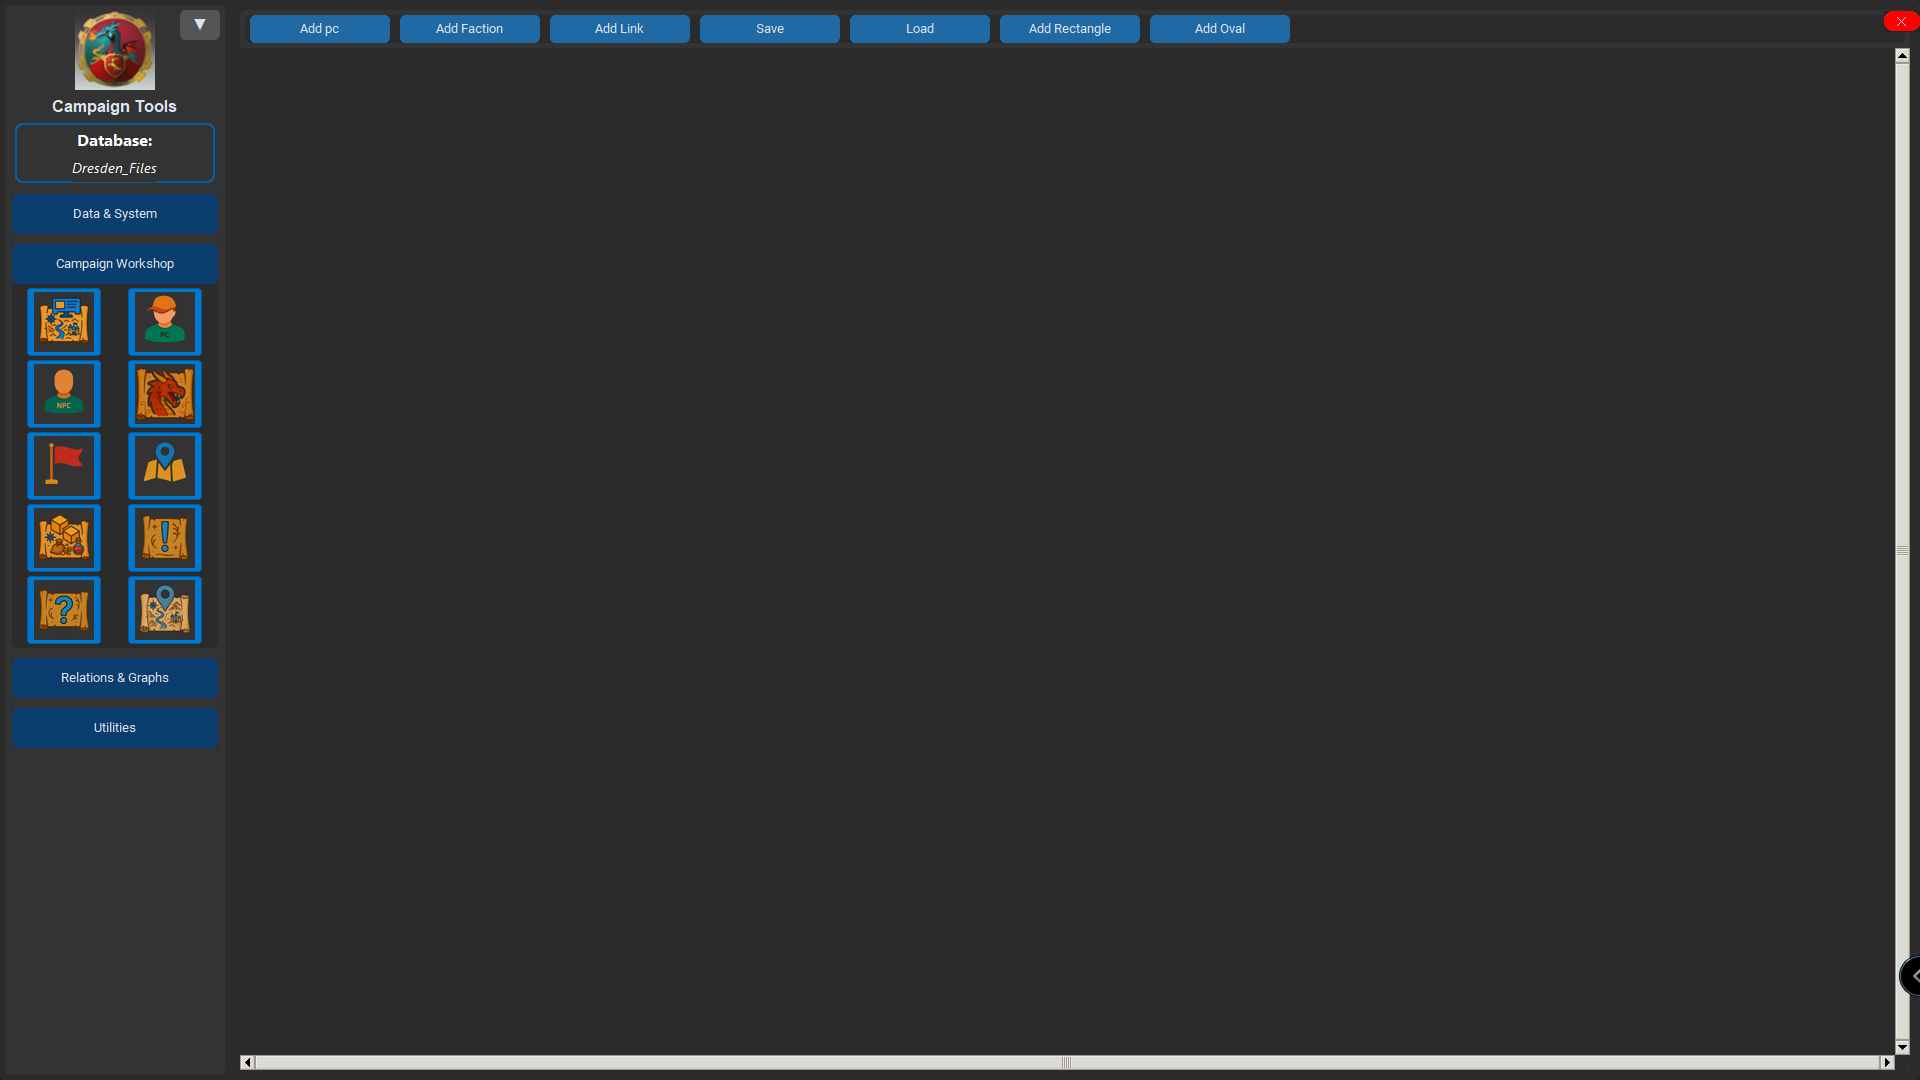 Add pc
Add Faction
Add Link
Save
Load
Add Rectangle
Add Oval
Campaign Tools
Database:
Dresden_Files
Data & System
Campaign Workshop
PC
NPC
!
?
Relations & Graphs
Utilities